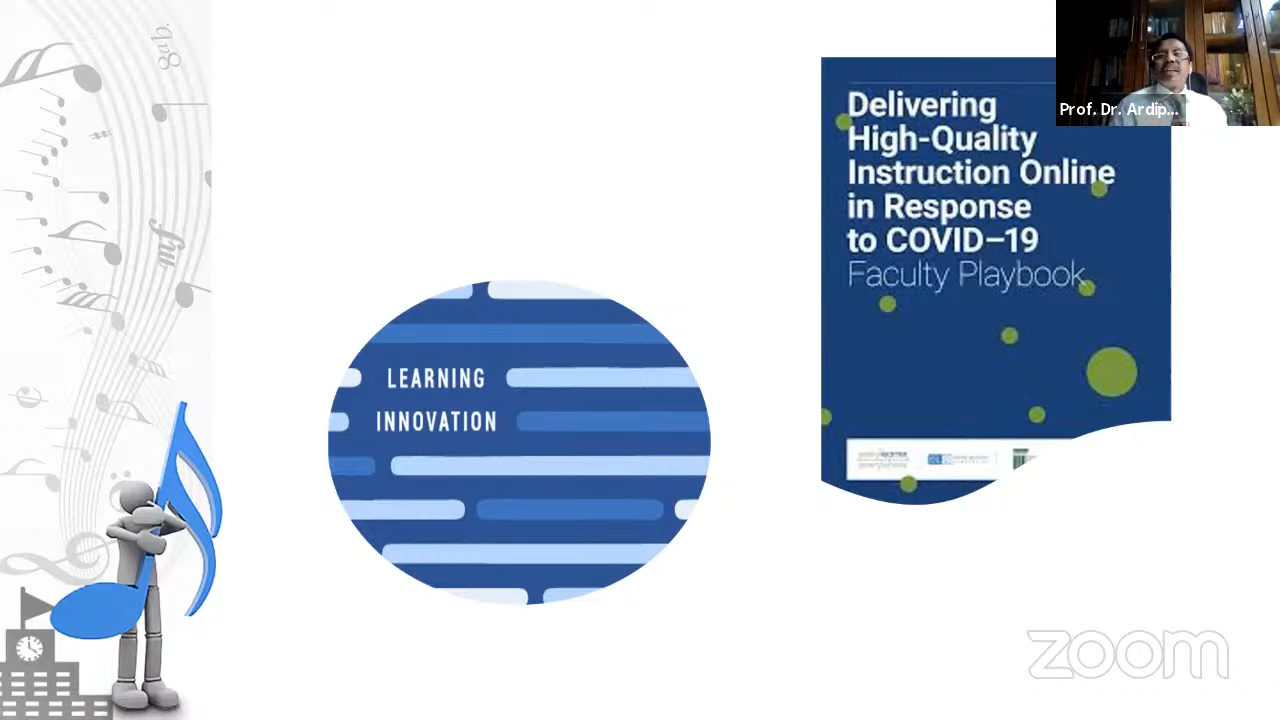 Delivering
High-Quality
Instruction Online
in Response
to COVID–19
Faculty Playbook
Prof. Dr. Ardip...
LEARNING
INNOVATION
zoom